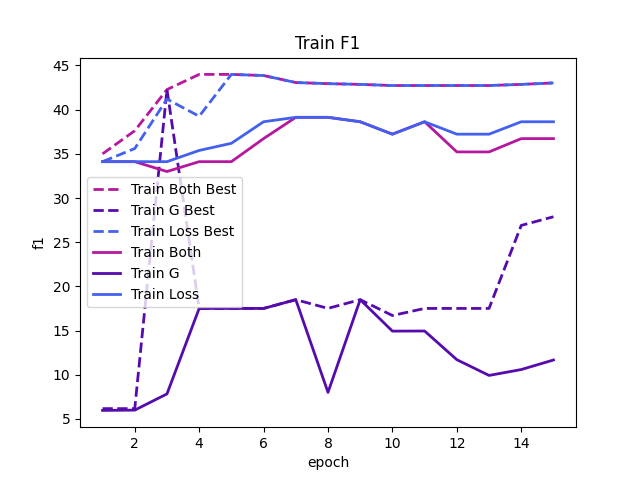 Train F1
45
40
35
30
25
20
15
10
5
f1
Train Both Best
Train G Best
Train Loss Best
Train Both
Train G
Train Loss
2 4 6 8 10 12 14
epoch